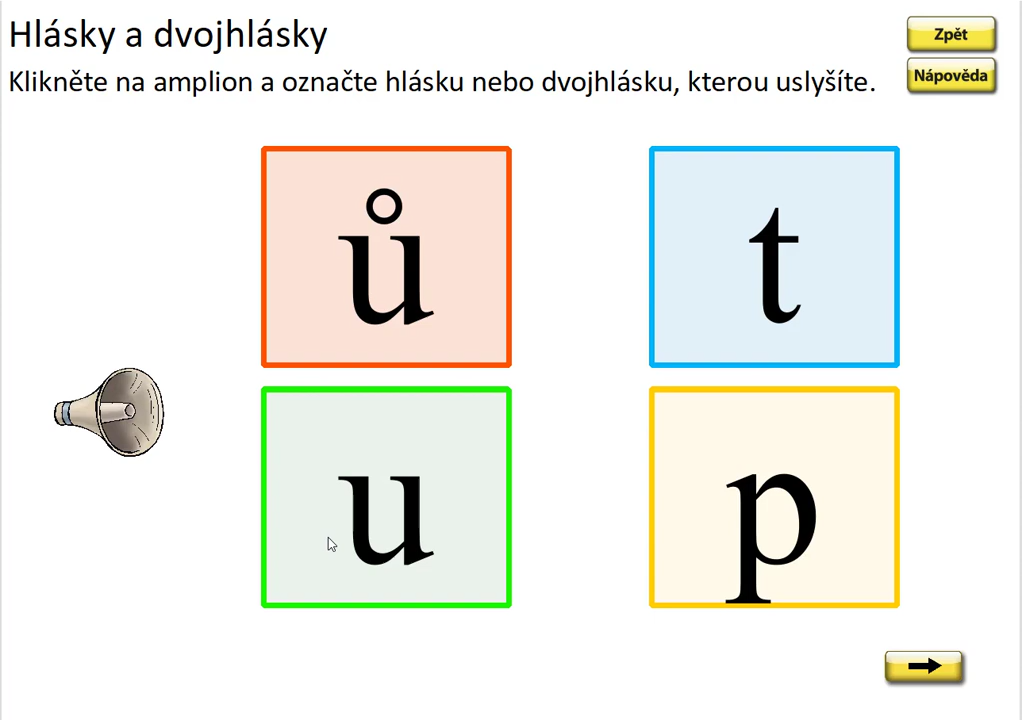 Hlásky a dvojhlásky
Zpět
Klikněte na amplion a označte hlásku nebo dvojhlásku, kterou uslyšíte.
Nápověda
ů
t
u
p